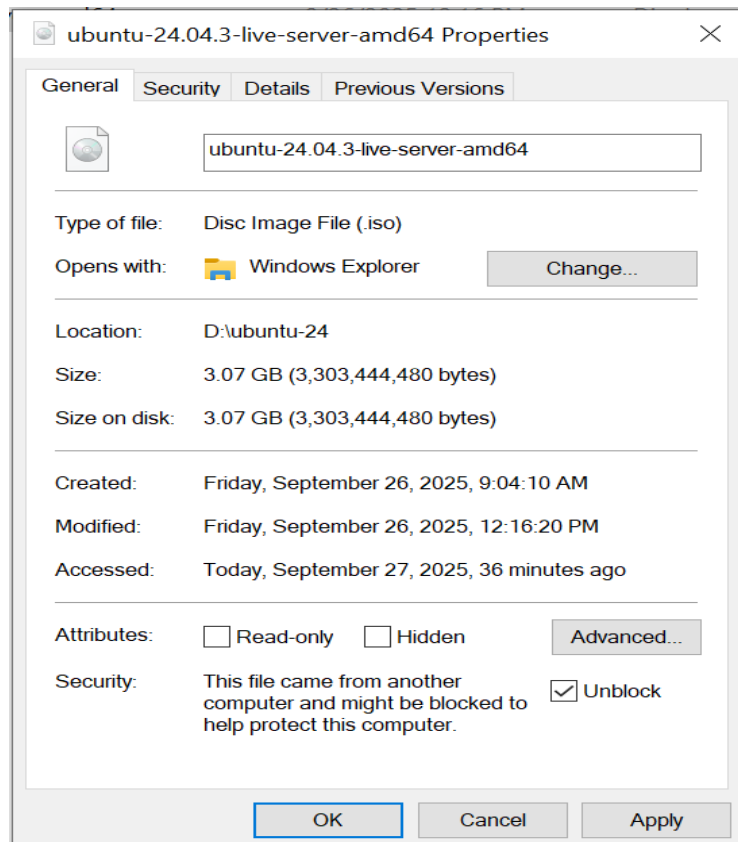 ubuntu-24.04.3-live-server-amd64 Properties
General Security Details Previous Versions
ubuntu-24.04.3-live-server-amd64
Type of file: Disc Image File (.iso)
Opens with: Windows Explorer Change...
Location: D:\ubuntu-24
Size: 3.07 GB (3,303,444,480 bytes)
Size on disk: 3.07 GB (3,303,444,480 bytes)
Created: Friday, September 26, 2025, 9:04:10 AM
Modified: Friday, September 26, 2025, 12:16:20 PM
Accessed: Today, September 27, 2025, 36 minutes ago
Attributes: Read-only Hidden Advanced...
Security: This file came from another
computer and might be blocked to
help protect this computer.
Unblock
OK Cancel Apply